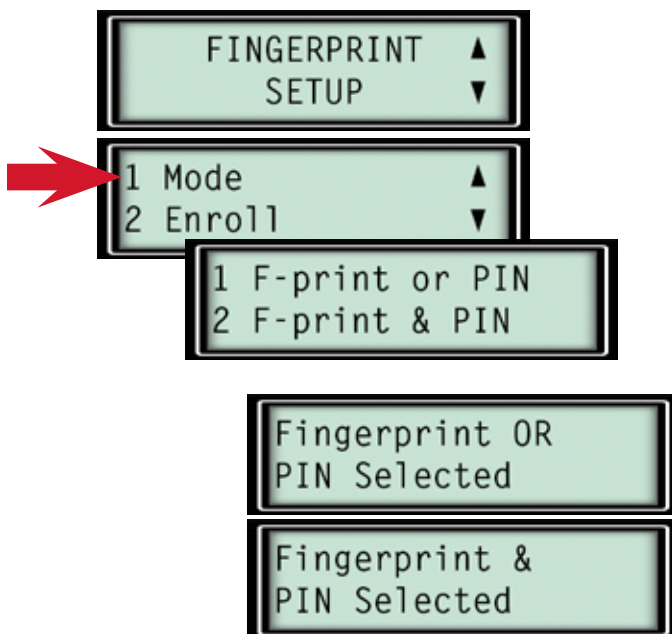 FINGERPRINT ▲
SETUP ▼
1 Mode ▲
2 Enroll ▼
1 F-print or PIN
2 F-print & PIN
Fingerprint OR
PIN Selected
Fingerprint &
PIN Selected